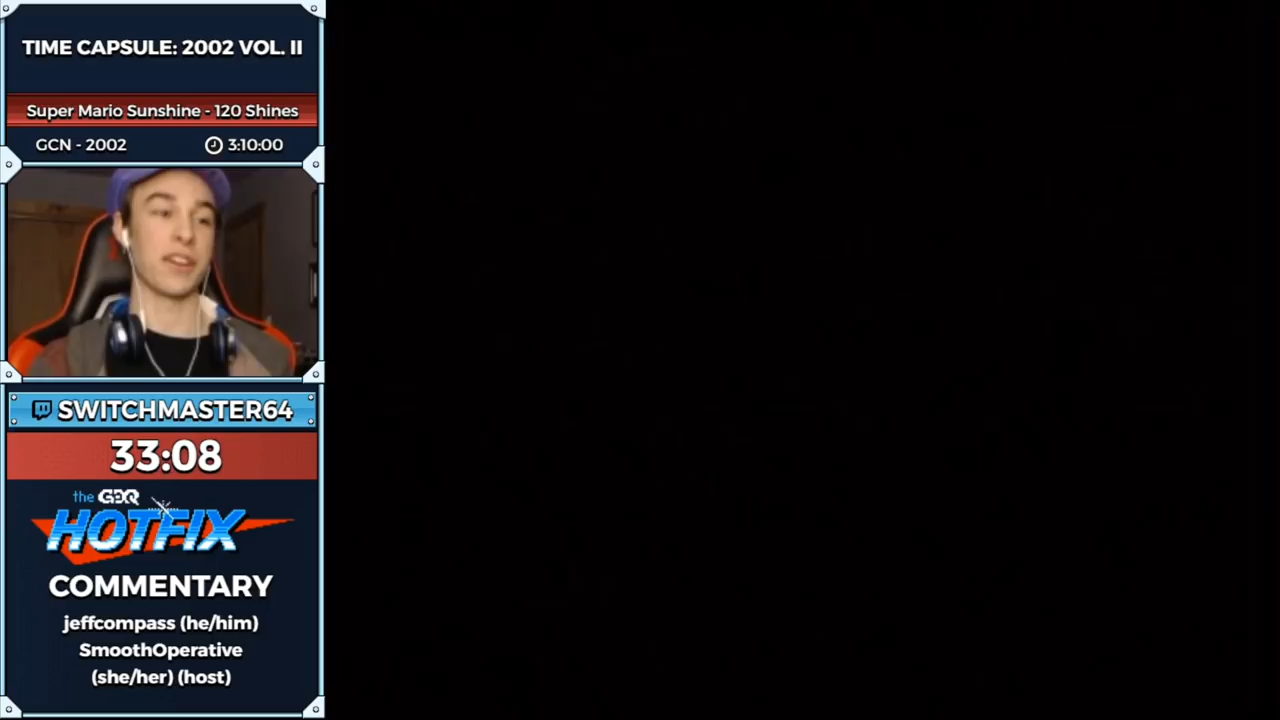 TIME CAPSULE: 2002 VOL. II
Super Mario Sunshine - 120 Shines
GCN - 2002 3:10:00
SWITCHMASTER64
33:08
the GDQ
HOTFIX
COMMENTARY
jeffcompass (he/him)
SmoothOperative
(she/her) (host)